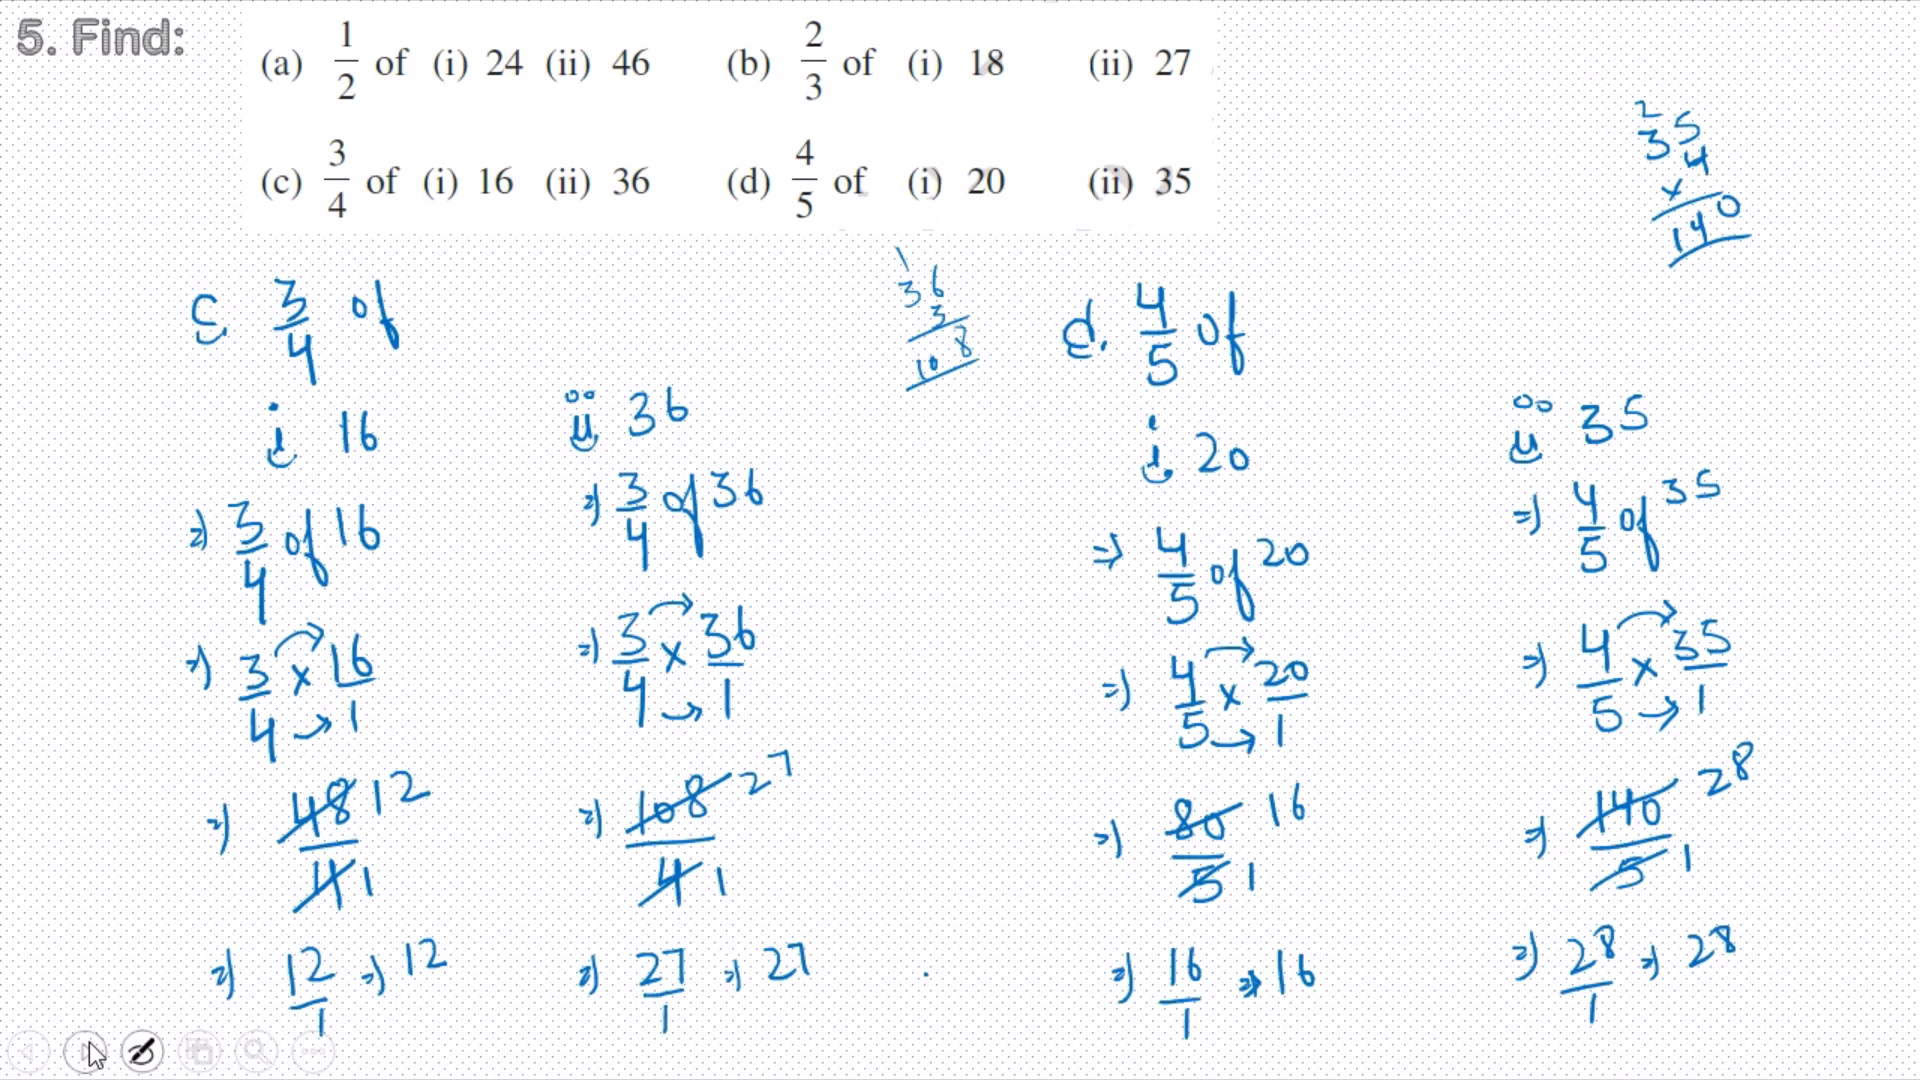 5. Find:
(a) 1/2 of (i) 24 (ii) 46 (b) 2/3 of (i) 18 (ii) 27
(c) 3/4 of (i) 16 (ii) 36 (d) 4/5 of (i) 20 (ii) 35
2
35
4
×
140
1
36
3
108
c. 3/4 of
i 16
⇒ 3/4 of 16
⇒ 3/4 × 16/1
⇒ 48/4 12 1
⇒ 12/1 ⇒ 12
ii 36
⇒ 3/4 of 36
⇒ 3/4 × 36/1
⇒ 108/4 27 1
⇒ 27/1 ⇒ 27
d. 4/5 of
i. 20
⇒ 4/5 of 20
⇒ 4/5 × 20/1
⇒ 80/5 16 1
⇒ 16/1 ⇒ 16
ii 35
⇒ 4/5 of 35
⇒ 4/5 × 35/1
⇒ 140/5 28 1
⇒ 28/1 ⇒ 28